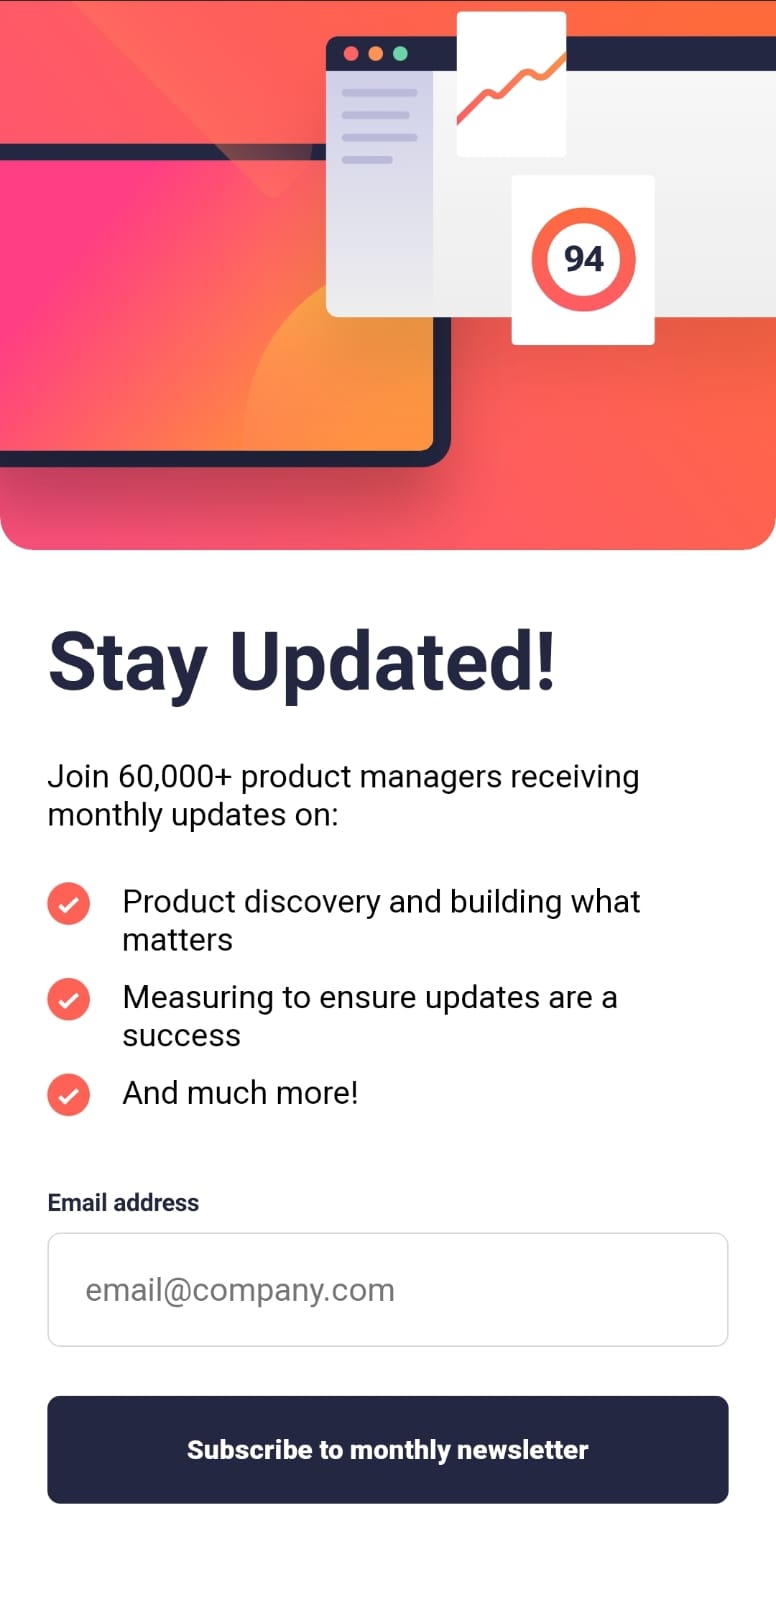 94
Stay Updated!
Join 60,000+ product managers receiving
monthly updates on:
Product discovery and building what
matters
Measuring to ensure updates are a
success
And much more!
Email address
email@company.com
Subscribe to monthly newsletter